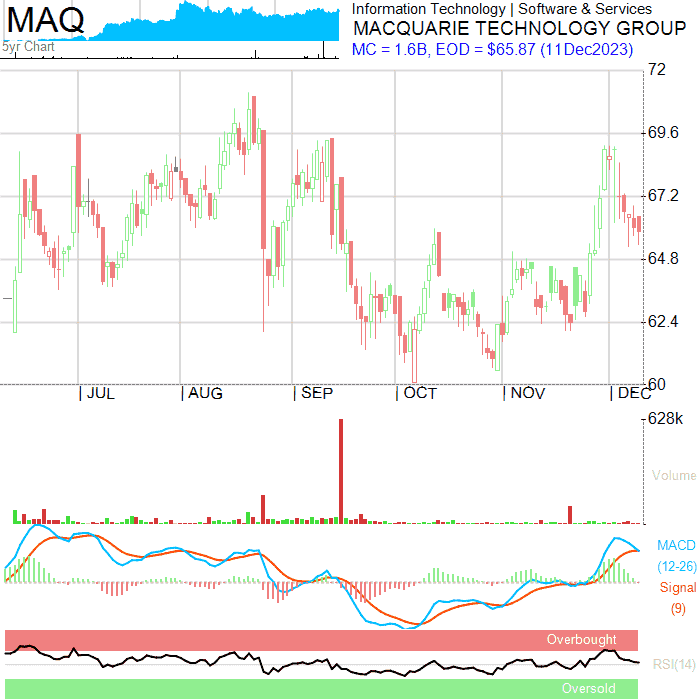 MAQ
5yr Chart
Information Technology | Software & Services
MACQUARIE TECHNOLOGY GROUP
MC = 1.6B, EOD = $65.87 (11Dec2023)
72
69.6
67.2
64.8
62.4
60
| JUL | AUG | SEP | OCT | NOV | DEC
628k
Volume
MACD
(12-26)
Signal
(9)
Overbought
RSI(14)
Oversold